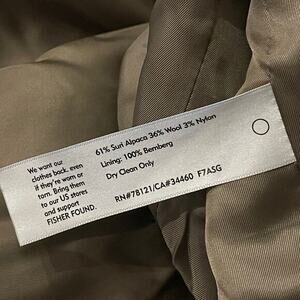 We want our
clothes back, even
if they're worn or
torn. Bring them
to our US stores
and support
FISHER FOUND.
61% Suri Alpaca 36% Wool 3% Nylon
Lining: 100% Bemberg
Dry Clean Only
RN#78121/CA#34460 F7ASG